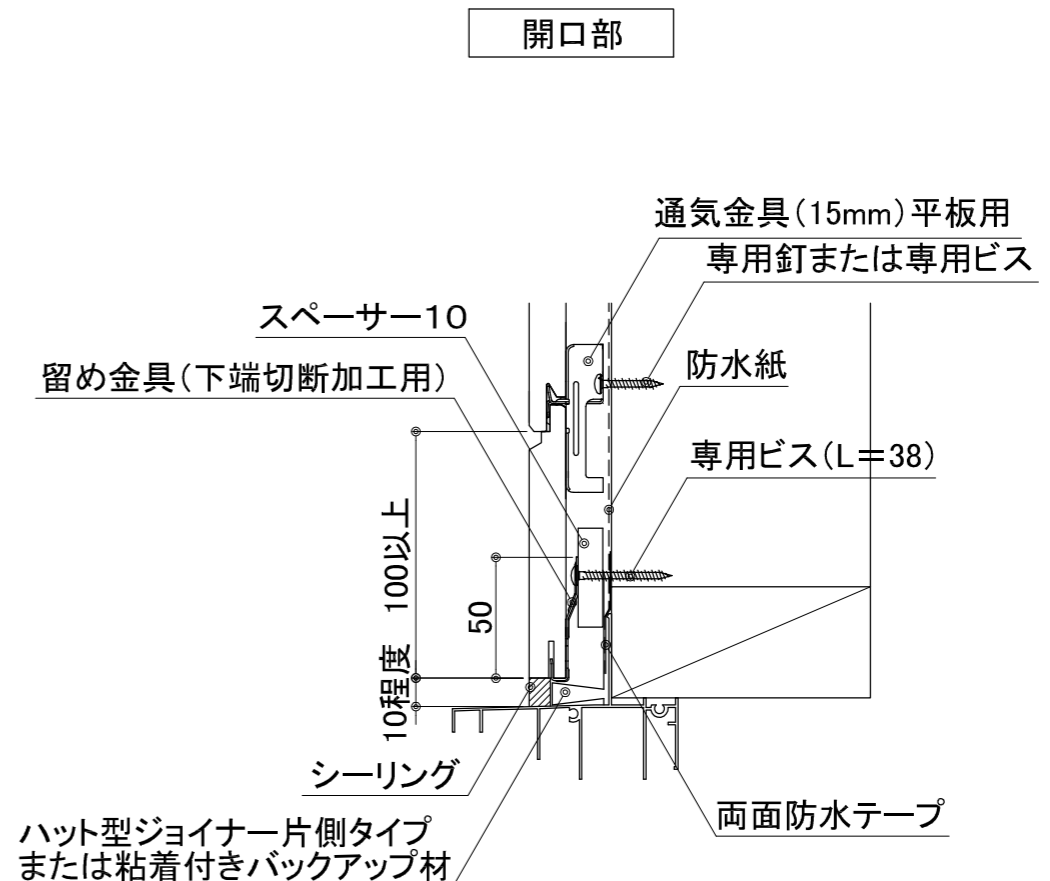 開口部
通気金具(15mm)平板用
専用釘または専用ビス
スペーサー10
防水紙
留め金具(下端切断加工用)
専用ビス(L=38)
100以上
50
10程度
シーリング
両面防水テープ
ハット型ジョイナー片側タイプ
または粘着付きバックアップ材